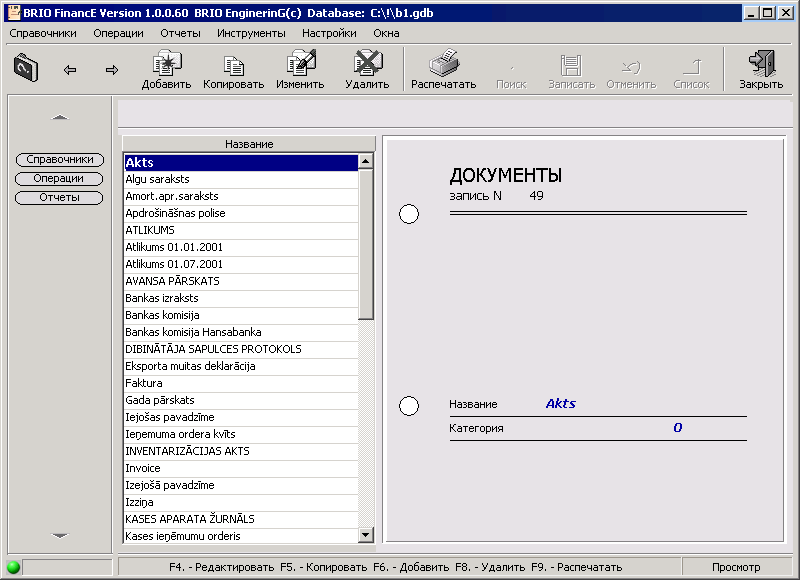 BRIO FinancE Version 1.0.0.60 BRIO EnginerinG(c) Database: C:\!\b1.gdb
Справочники Операции Отчеты Инструменты Настройки Окна
Добавить Копировать Изменить Удалить Распечатать Поиск Записать Отменить Список Закрыть
Справочники
Операции
Отчеты
Название
Akts
Algu saraksts
Amort.apr.saraksts
Apdrošināšnas polise
ATLIKUMS
Atlikums 01.01.2001
Atlikums 01.07.2001
AVANSA PĀRSKATS
Bankas izraksts
Bankas komisija
Bankas komisija Hansabanka
DIBINĀTĀJA SAPULCES PROTOKOLS
Eksporta muitas deklarācija
Faktura
Gada pārskats
Iejošas pavadzīme
Ieņemuma ordera kvīts
INVENTARIZĀCIJAS AKTS
Invoice
Izejošā pavadzīme
Izziņa
KASES APARATA ŽURNĀLS
Kases ieņēmumu orderis
ДОКУМЕНТЫ
запись N 49
Название Akts
Категория 0
F4. - Редактировать F5. - Копировать F6. - Добавить F8. - Удалить F9. - Распечатать Просмотр